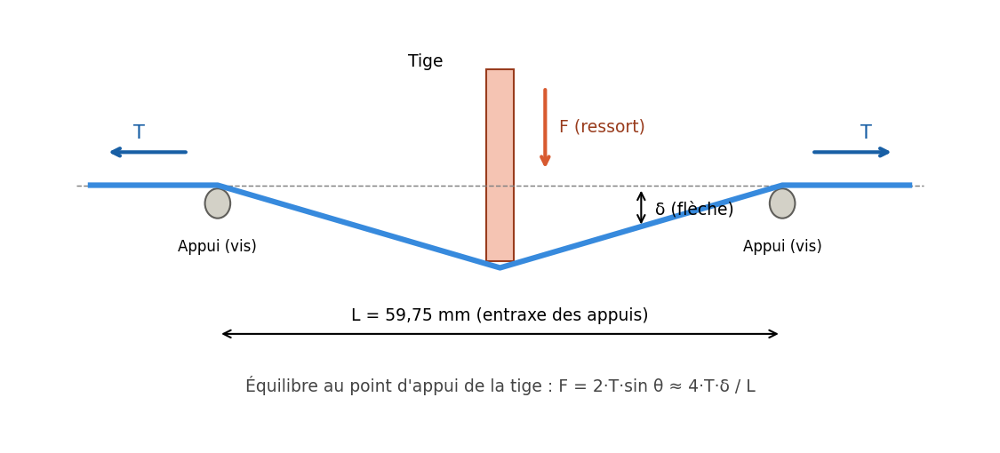 Tige
T
F (ressort)
T
δ (flèche)
Appui (vis)
Appui (vis)
L = 59,75 mm (entraxe des appuis)
Équilibre au point d'appui de la tige : F = 2·T·sin θ ≈ 4·T·δ / L